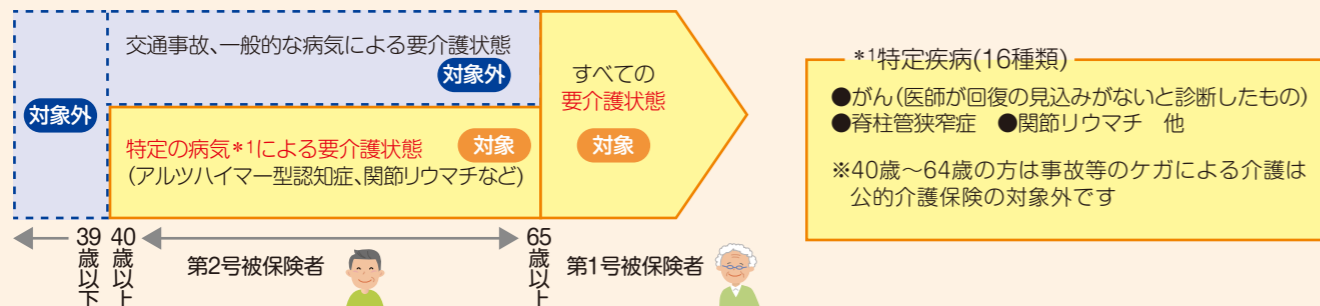 対象外
交通事故、一般的な病気による要介護状態
対象外
特定の病気*1による要介護状態
対象
(アルツハイマー型認知症、関節リウマチなど)
すべての
要介護状態
対象
39歳以下
40歳以上
第2号被保険者
65歳以上
第1号被保険者
*1特定疾病(16種類)
●がん(医師が回復の見込みがないと診断したもの)
●脊柱管狭窄症 ●関節リウマチ 他
※40歳～64歳の方は事故等のケガによる介護は
公的介護保険の対象外です